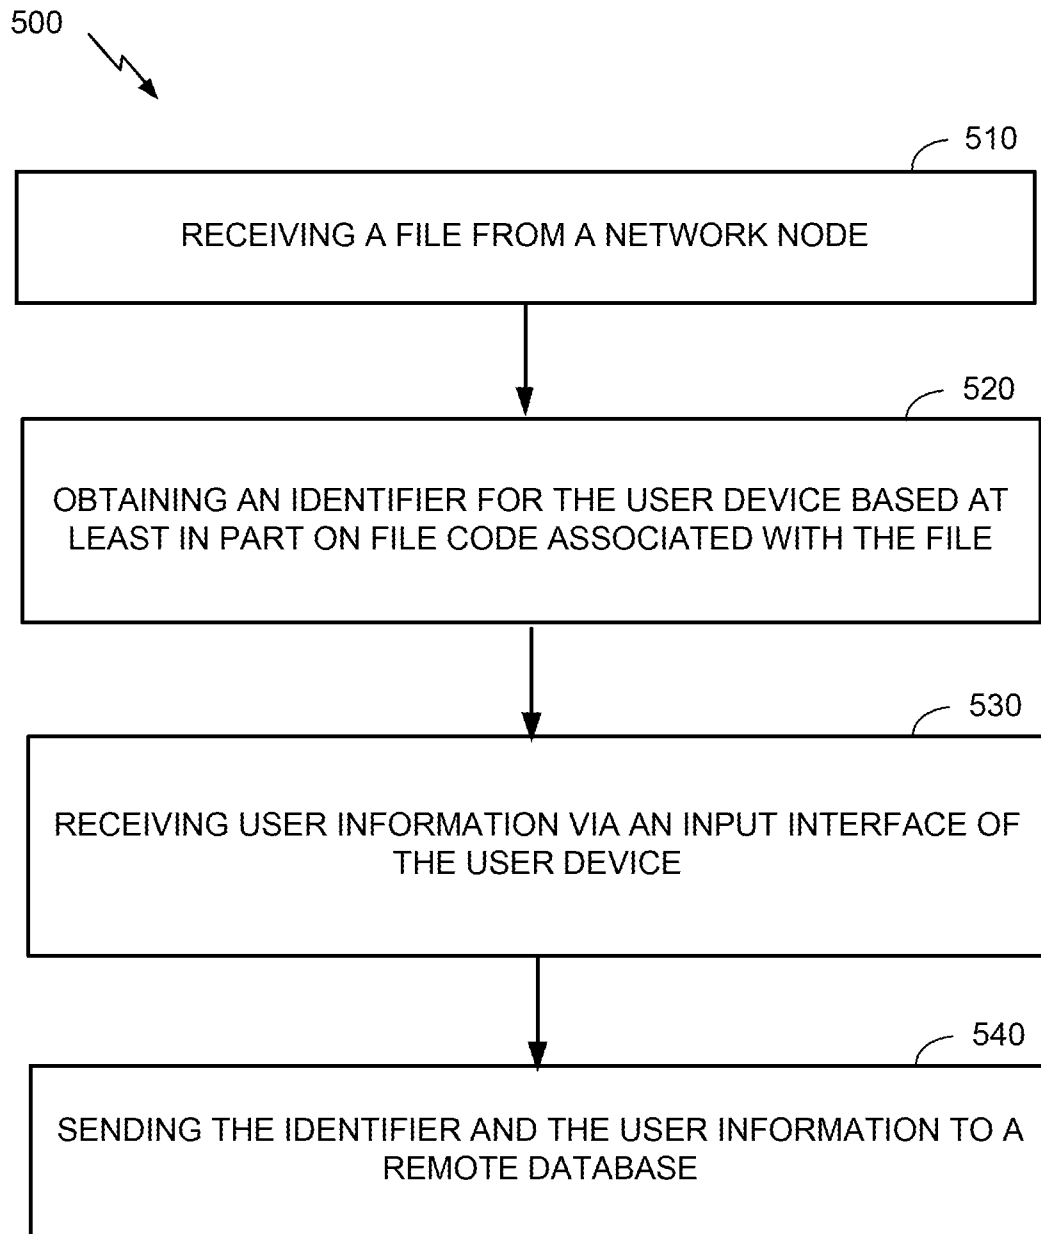 500
510
RECEIVING A FILE FROM A NETWORK NODE
520
OBTAINING AN IDENTIFIER FOR THE USER DEVICE BASED AT
LEAST IN PART ON FILE CODE ASSOCIATED WITH THE FILE
530
RECEIVING USER INFORMATION VIA AN INPUT INTERFACE OF
THE USER DEVICE
540
SENDING THE IDENTIFIER AND THE USER INFORMATION TO A
REMOTE DATABASE